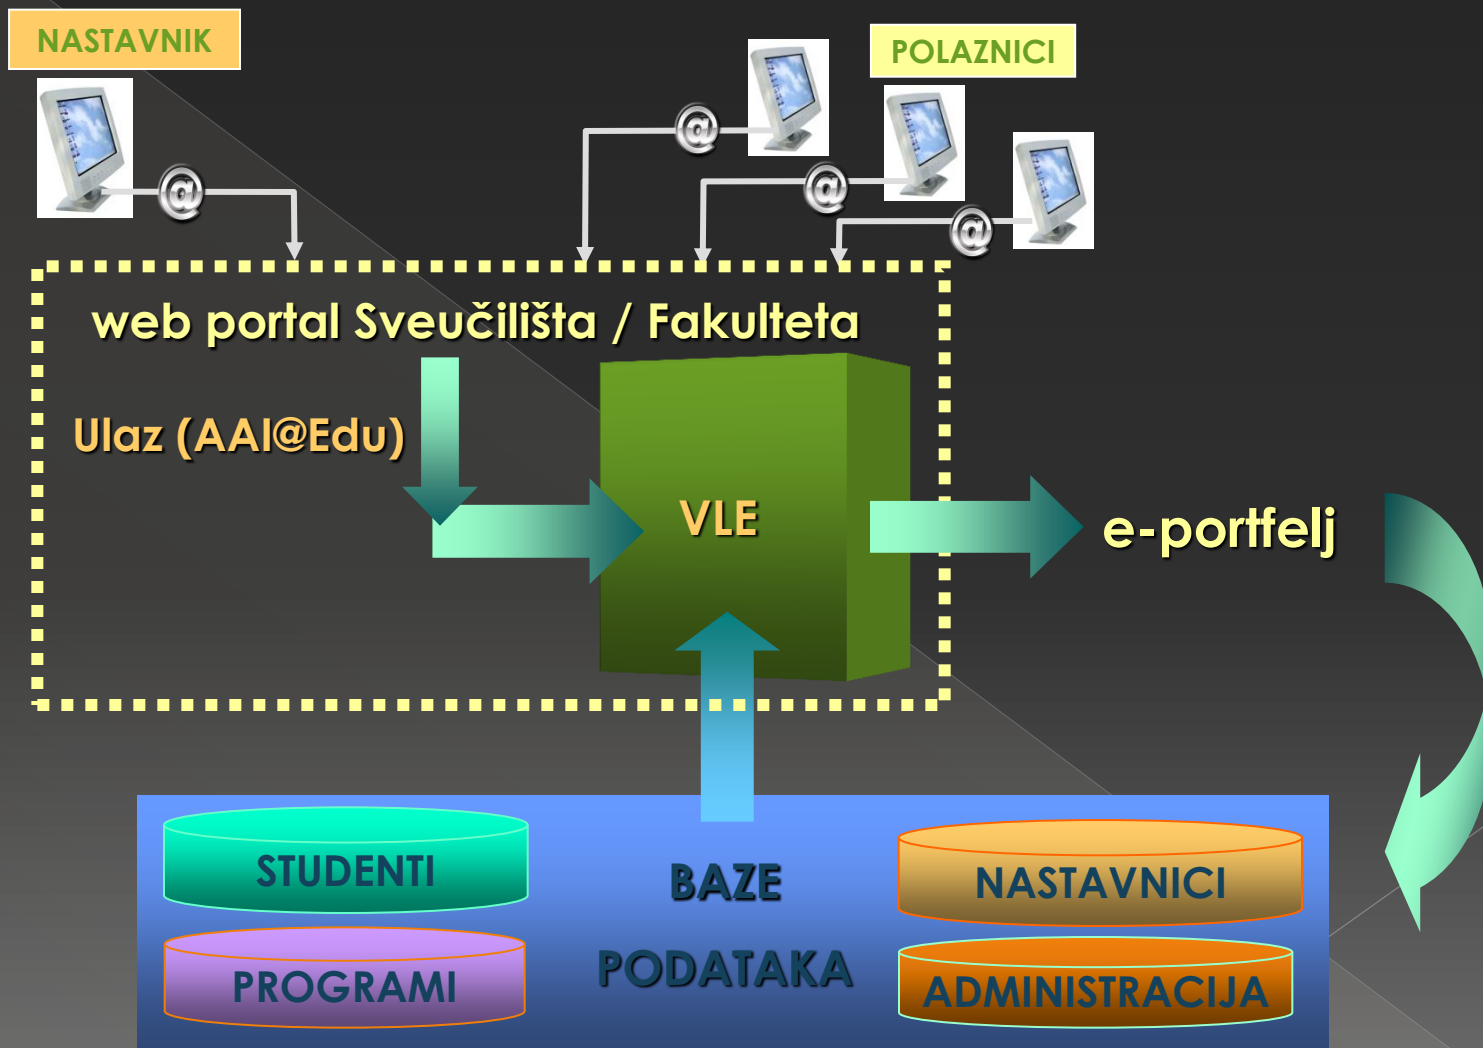 NASTAVNIK
POLAZNICI
@
@
@
@
web portal Sveučilišta / Fakulteta
Ulaz (AAI@Edu)
VLE
e-portfelj
STUDENTI
BAZE
NASTAVNICI
PROGRAMI
PODATAKA
ADMINISTRACIJA